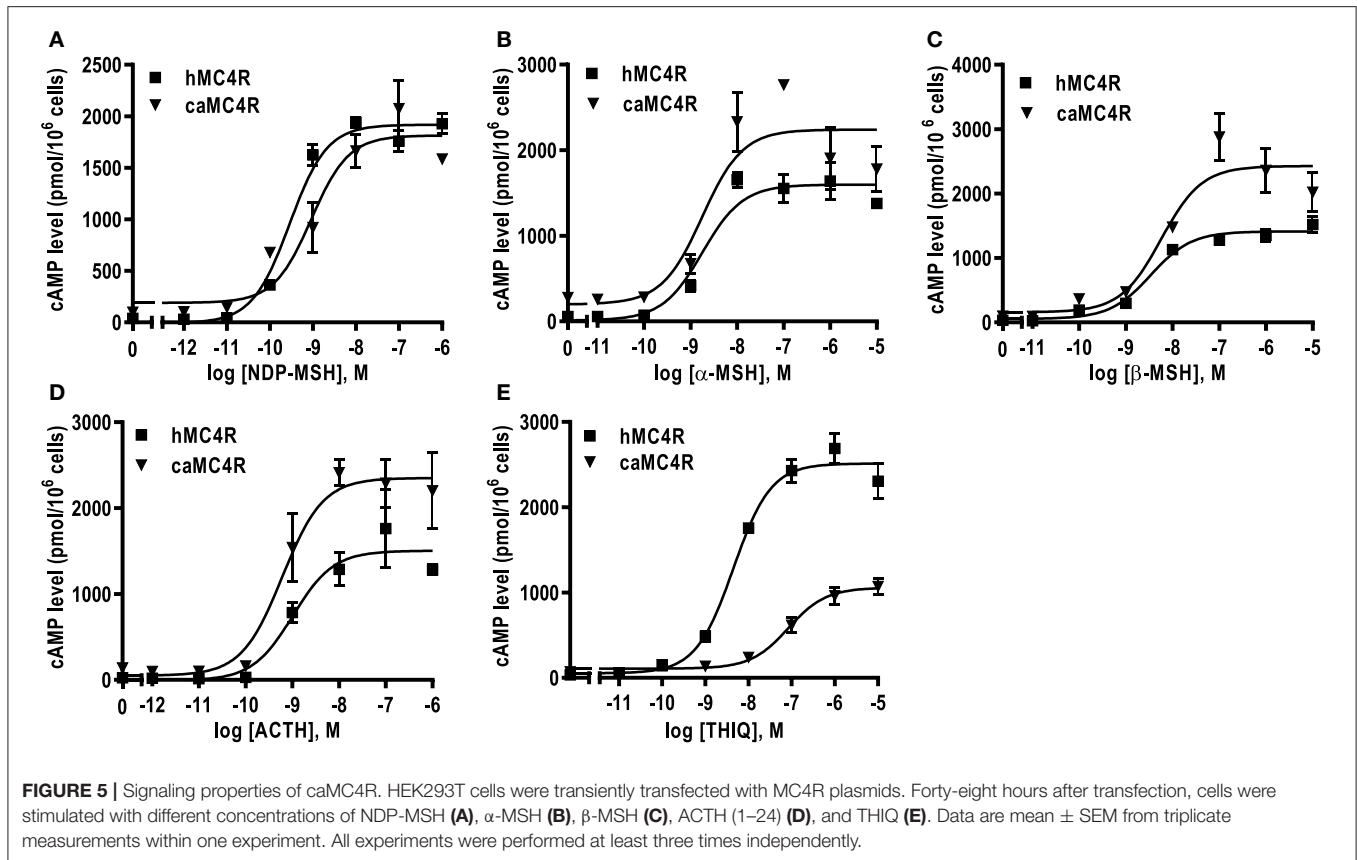 A
2500
2000
1500
1000
500
0
cAMP level (pmol/10^6 cells)
hMC4R
caMC4R
0 -12 -11 -10 -9 -8 -7 -6
log [NDP-MSH], M
B
3000
2000
1000
0
cAMP level (pmol/10^6 cells)
hMC4R
caMC4R
0 -11 -10 -9 -8 -7 -6 -5
log [α-MSH], M
C
4000
3000
2000
1000
0
cAMP level (pmol/10^6 cells)
hMC4R
caMC4R
0 -11 -10 -9 -8 -7 -6 -5
log [β-MSH], M
D
3000
2000
1000
0
cAMP level (pmol/10^6 cells)
hMC4R
caMC4R
0 -12 -11 -10 -9 -8 -7 -6
log [ACTH], M
E
3000
2000
1000
0
cAMP level (pmol/10^6 cells)
hMC4R
caMC4R
-11 -10 -9 -8 -7 -6 -5
log [THIQ], M
FIGURE 5 | Signaling properties of caMC4R. HEK293T cells were transiently transfected with MC4R plasmids. Forty-eight hours after transfection, cells were
stimulated with different concentrations of NDP-MSH (A), α-MSH (B), β-MSH (C), ACTH (1–24) (D), and THIQ (E). Data are mean ± SEM from triplicate
measurements within one experiment. All experiments were performed at least three times independently.